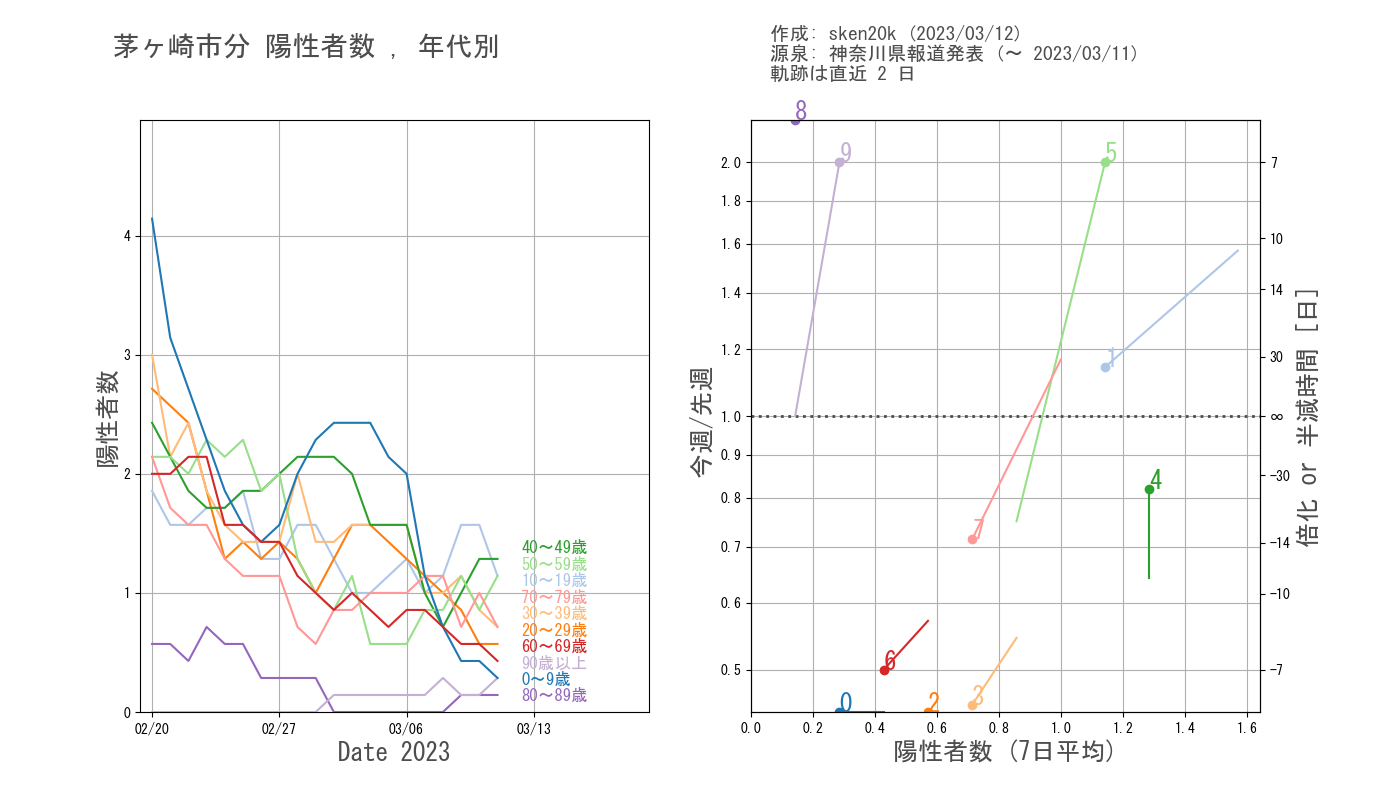 茅ヶ崎市分 陽性者数 , 年代別
作成: sken20k (2023/03/12)
源泉: 神奈川県報道発表 (〜 2023/03/11)
軌跡は直近 2 日
陽性者数
4
3
2
1
0
02/20
02/27
03/06
03/13
Date 2023
40〜49歳
50〜59歳
10〜19歳
70〜79歳
30〜39歳
20〜29歳
60〜69歳
90歳以上
0〜9歳
80〜89歳
今週/先週
2.0
1.8
1.6
1.4
1.2
1.0
0.9
0.8
0.7
0.6
0.5
8
9
5
1
4
7
6
3
0
2
0.0
0.2
0.4
0.6
0.8
1.0
1.2
1.4
1.6
陽性者数 (7日平均)
7
10
14
30
∞
−30
−14
−10
−7
倍化 or 半減時間 [日]